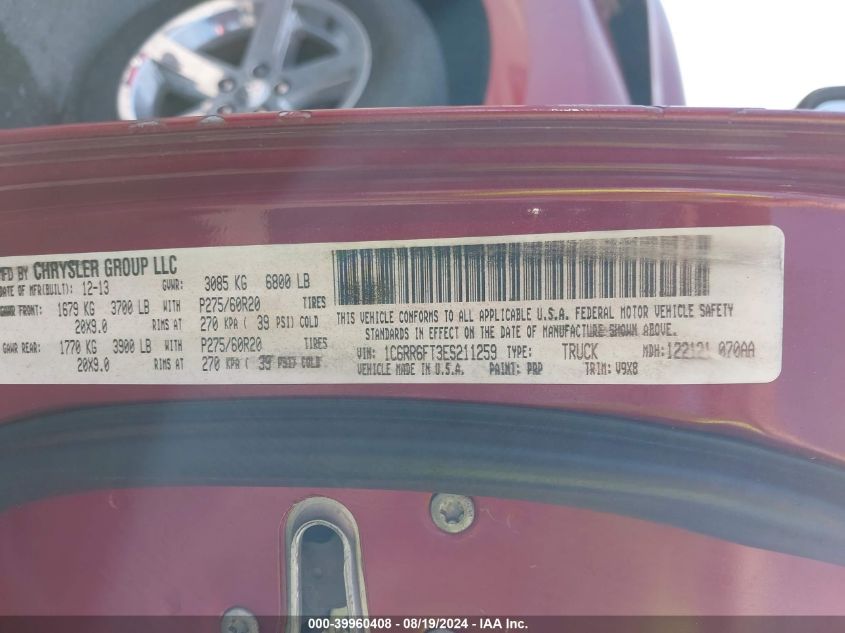 MFD BY CHRYSLER GROUP LLC
DATE OF MFR(BUILT): 12-13 GVWR: 3085 KG 6800 LB
GAWR FRONT: 1679 KG 3700 LB WITH P275/60R20 TIRES
20X9.0 RIMS AT 270 KPA ( 39 PSI) COLD
GAWR REAR: 1770 KG 3900 LB WITH P275/60R20 TIRES
20X9.0 RIMS AT 270 KPA ( 39 PSI) COLD
THIS VEHICLE CONFORMS TO ALL APPLICABLE U.S.A. FEDERAL MOTOR VEHICLE SAFETY
STANDARDS IN EFFECT ON THE DATE OF MANUFACTURE SHOWN ABOVE.
VIN: 1C6RR6FT3ES211259 TYPE: TRUCK MDH: 122121 070AA
VEHICLE MADE IN U.S.A. PAINT: PRP TRIM: V9X8
000-39960408 - 08/19/2024 - IAA Inc.